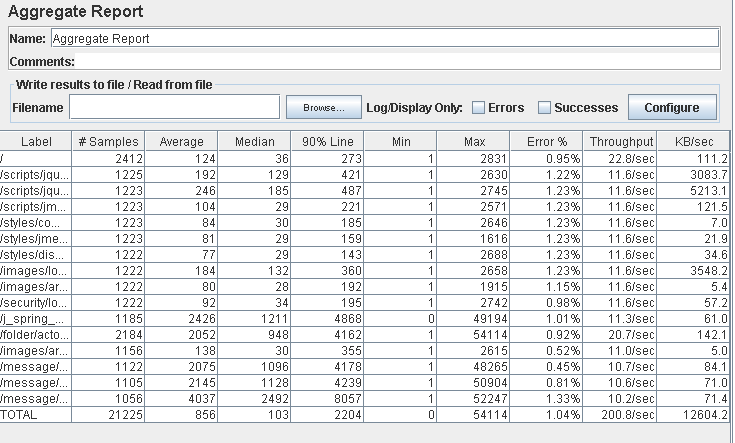 Aggregate Report
Name: Aggregate Report
Comments:
Write results to file / Read from file
Filename Browse... Log/Display Only: Errors Successes Configure
Label # Samples Average Median 90% Line Min Max Error % Throughput KB/sec
/ 2412 124 36 273 1 2831 0.95% 22.8/sec 111.2
/scripts/jqu... 1225 192 129 421 1 2630 1.22% 11.6/sec 3083.7
/scripts/jqu... 1223 246 185 487 1 2745 1.23% 11.6/sec 5213.1
/scripts/jm... 1223 104 29 221 1 2571 1.23% 11.6/sec 121.5
/styles/co... 1223 84 30 185 1 2646 1.23% 11.6/sec 7.0
/styles/jme... 1223 81 29 159 1 1616 1.23% 11.6/sec 21.9
/styles/dis... 1222 77 29 143 1 2688 1.23% 11.6/sec 34.6
/images/lo... 1222 184 132 360 1 2658 1.23% 11.6/sec 3548.2
/images/ar... 1222 80 28 192 1 1915 1.15% 11.6/sec 5.4
/security/lo... 1222 92 34 195 1 2742 0.98% 11.6/sec 57.2
/j_spring_... 1185 2426 1211 4868 0 49194 1.01% 11.3/sec 61.0
/folder/acto... 2184 2052 948 4162 1 54114 0.92% 20.7/sec 142.1
/images/ar... 1156 138 30 355 1 2615 0.52% 11.0/sec 5.0
/message/... 1122 2075 1096 4178 1 48265 0.45% 10.7/sec 84.1
/message/... 1105 2145 1128 4239 1 50904 0.81% 10.6/sec 71.0
/message/... 1056 4037 2492 8057 1 52247 1.33% 10.2/sec 71.4
TOTAL 21225 856 103 2204 0 54114 1.04% 200.8/sec 12604.2